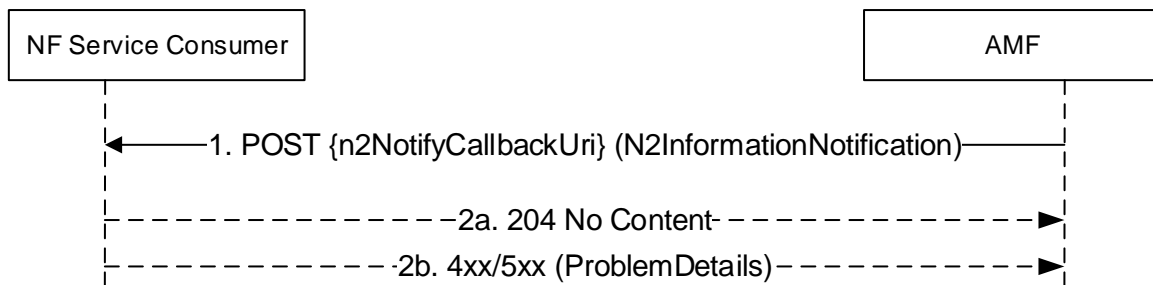 NF Service Consumer
AMF
1. POST {n2NotifyCallbackUri} (N2InformationNotification)
2a. 204 No Content
2b. 4xx/5xx (ProblemDetails)